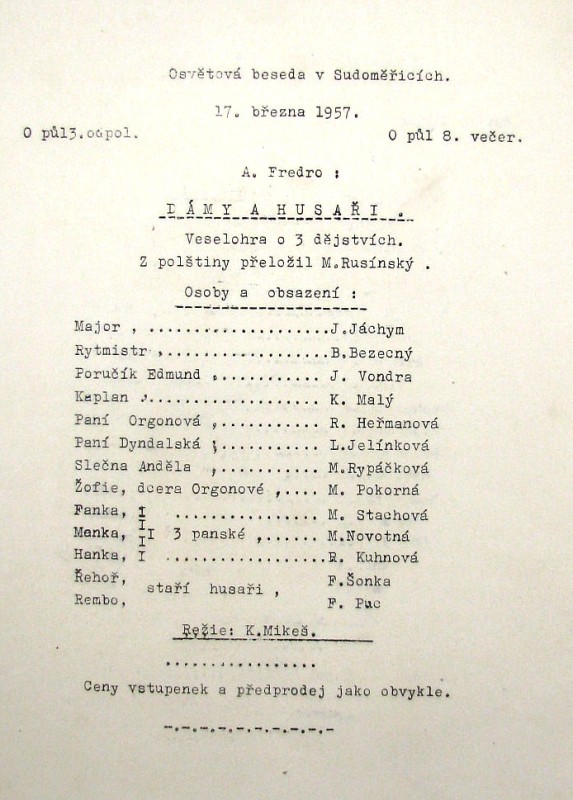 Osvětová beseda v Sudoměřicích.
17. března 1957.
O půl3.odpol. O půl 8. večer.
A. Fredro :
D Á M Y A H U S A Ř I .
Veselohra o 3 dějstvích.
Z polštiny přeložil M.Rusínský .
Osoby a obsazení :
Major , ...................J.Jáchym
Rytmistr ,.................B.Bezecný
Poručík Edmund ,........... J. Vondra
Kaplan ,................... K. Malý
Paní Orgonová ,............ R. Heřmanová
Paní Dyndalská ;........... L.Jelínková
Slečna Anděla ,........... M.Rypáčková
Žofie, dcera Orgonové ,.... M. Pokorná
Fanka, I ................ M. Stachová
Manka, I I 3 panské ,...... M.Novotná
Hanka, I ..................R. Kuhnová
Řehoř, F.Šonka
staří husaři ,
Rembo, F. Puc
Režie: K.Mikeš.
.................
Ceny vstupenek a předprodej jako obvykle.
-.-.-.-.-.-.-.-.-